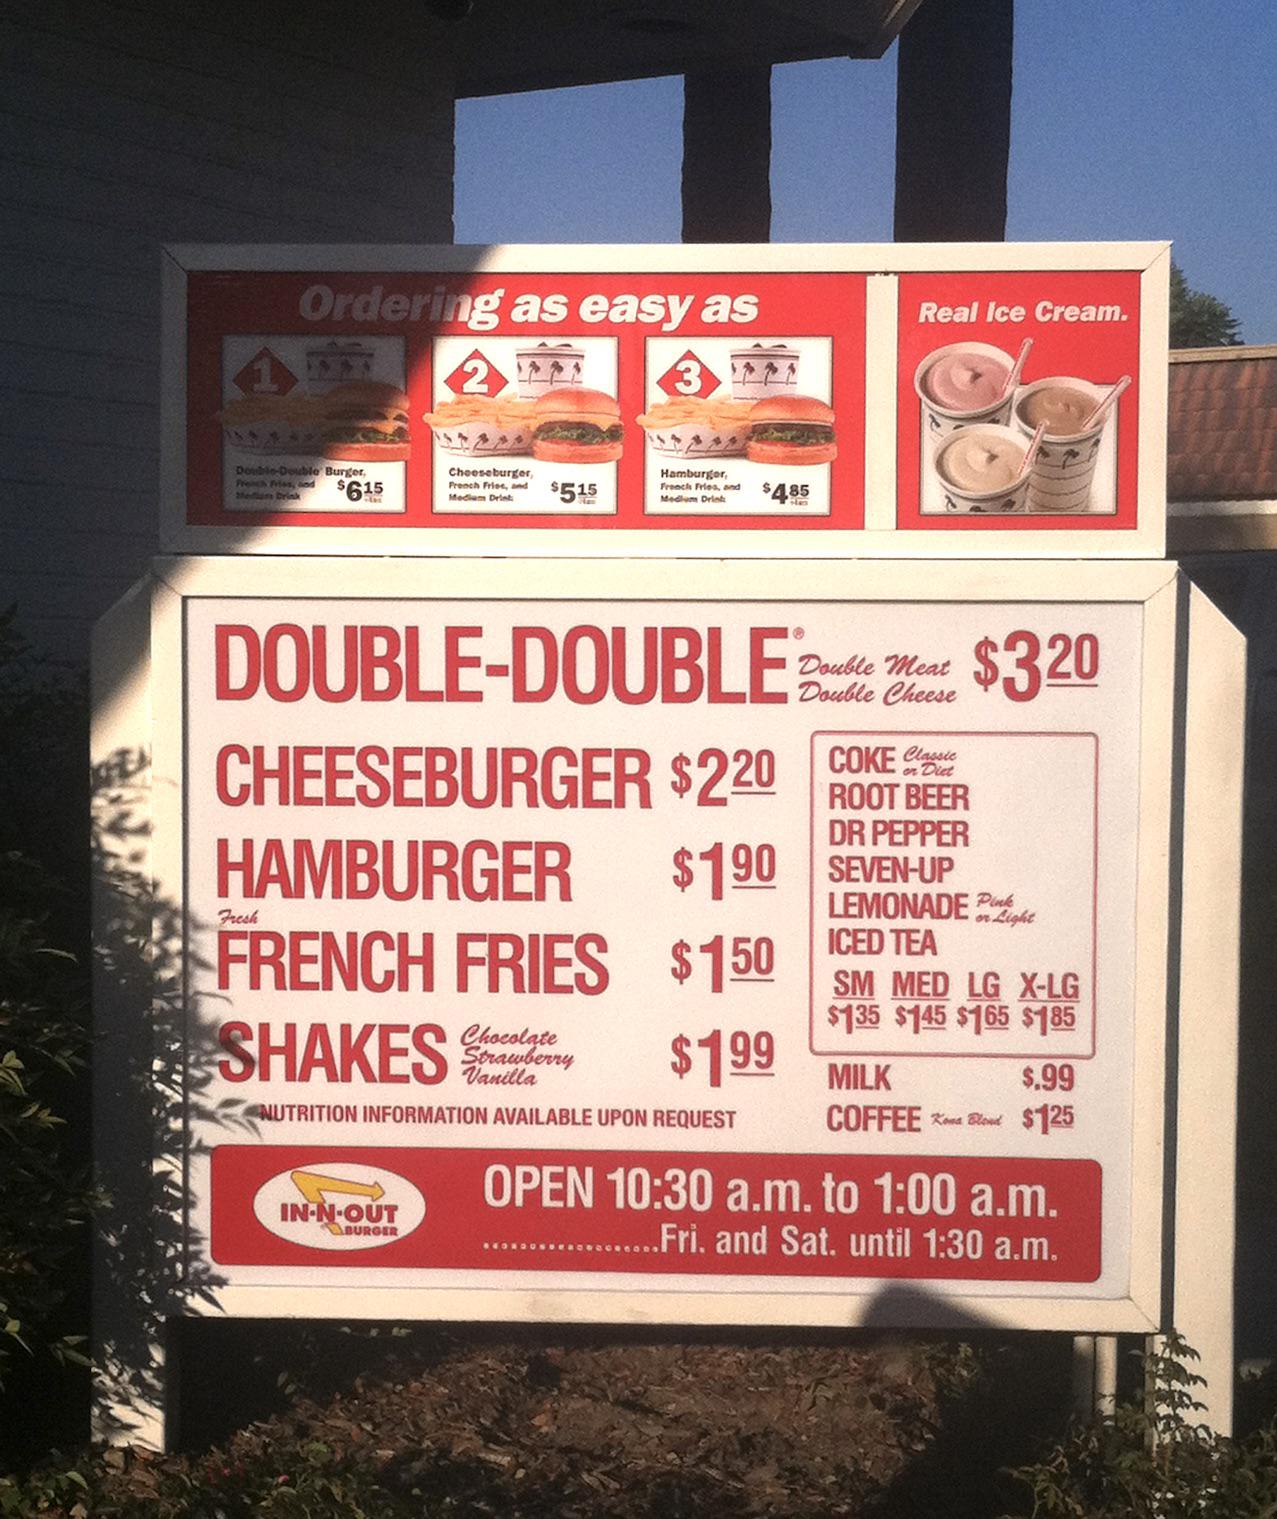 Ordering as easy as
1
Double-Double Burger,
French Fries, and
Medium Drink $6.15
2
Cheeseburger,
French Fries, and
Medium Drink $5.15
3
Hamburger,
French Fries, and
Medium Drink $4.85
Real Ice Cream.
DOUBLE-DOUBLE® Double Meat Double Cheese $3.20
CHEESEBURGER $2.20
HAMBURGER $1.90
Fresh
FRENCH FRIES $1.50
SHAKES Chocolate Strawberry Vanilla $1.99
NUTRITION INFORMATION AVAILABLE UPON REQUEST
COKE Classic or Diet
ROOT BEER
DR PEPPER
SEVEN-UP
LEMONADE Pink or Light
ICED TEA
SM MED LG X-LG
$1.35 $1.45 $1.65 $1.85
MILK $.99
COFFEE Kona Blend $1.25
IN-N-OUT
BURGER
OPEN 10:30 a.m. to 1:00 a.m.
..................Fri. and Sat. until 1:30 a.m.